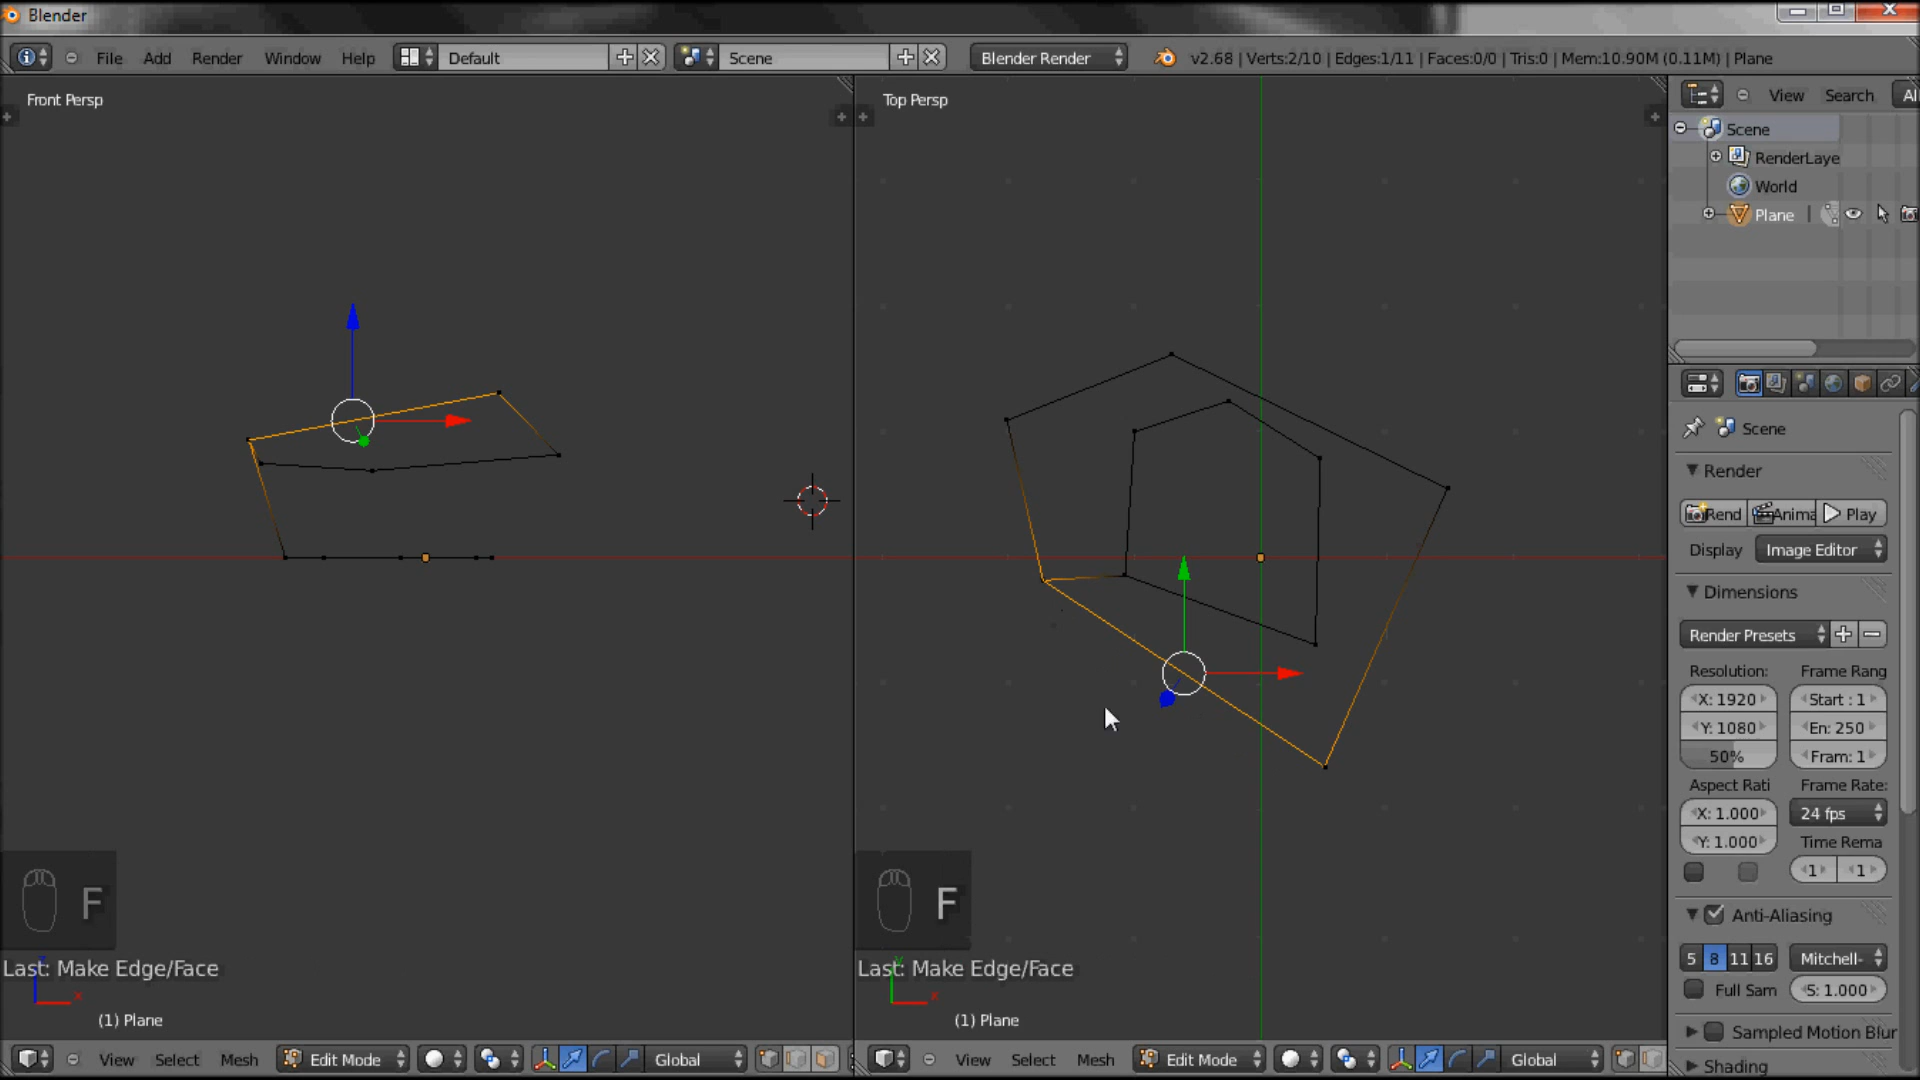 Blender
File Add Render Window Help Default Scene Blender Render v2.68 | Verts:2/10 | Edges:1/11 | Faces:0/0 | Tris:0 | Mem:10.90M (0.11M) | Plane
Front Persp
Top Persp
View Search Al
Scene
RenderLaye
World
Plane
Scene
Render
Rend Anima Play
Display Image Editor
Dimensions
Render Presets
Resolution: Frame Rang
X: 1920 Start : 1
Y: 1080 En: 250
50% Fram: 1
Aspect Rati Frame Rate:
X: 1.000 24 fps
Y: 1.000 Time Rema
1 1
Anti-Aliasing
5 8 11 16 Mitchell-
Full Sam S: 1.000
Sampled Motion Blur
Shading
F
F
Last: Make Edge/Face
Last: Make Edge/Face
x
x
(1) Plane
(1) Plane
View Select Mesh Edit Mode Global
View Select Mesh Edit Mode Global